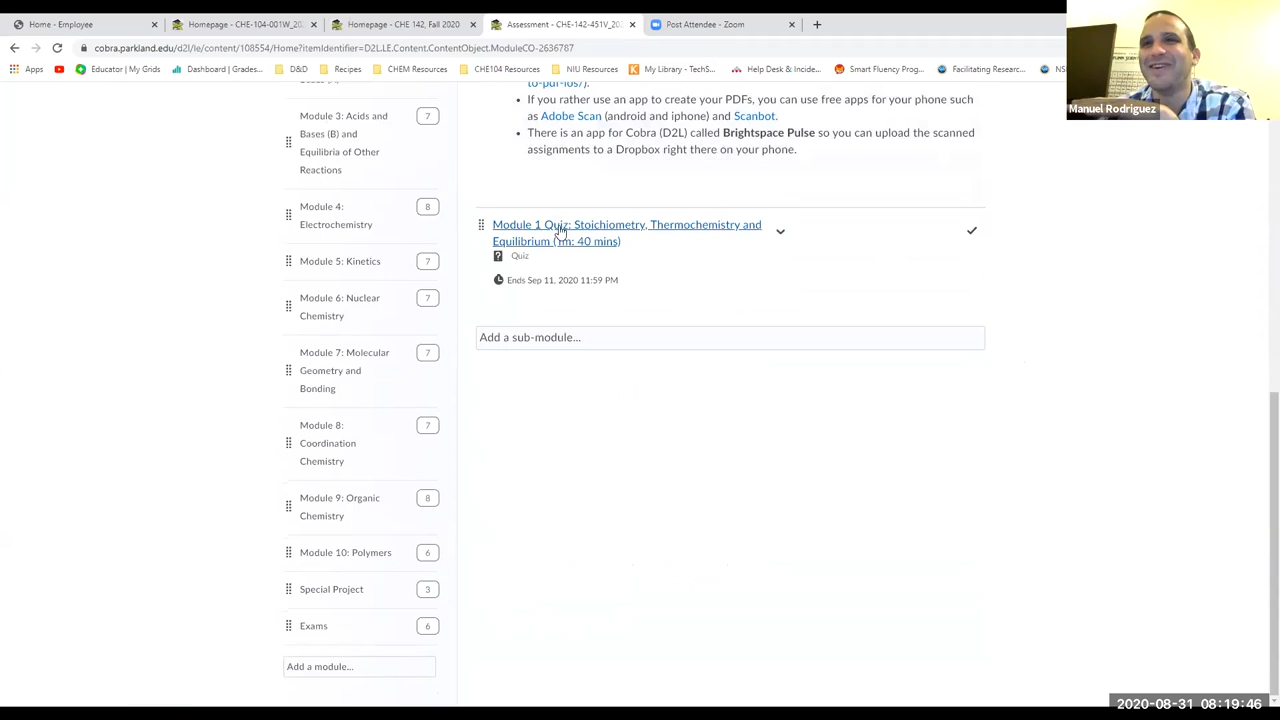 Home - Employee
Homepage - CHE-104-001W_20
Homepage - CHE 142, Fall 2020
Assessment - CHE-142-451V_20
Post Attendee - Zoom
cobra.parkland.edu/d2l/le/content/108554/Home?itemIdentifier=D2L.LE.Content.ContentObject.ModuleCO-2636787
Apps
Educator | My Grids
Dashboard | Grades...
D&D
Recipes
Resources
NIU Resources
My Library - TechS...
Help Desk & Incide...
Start Fluency Prog...
Facilitating Researc...
NS
Manuel Rodriguez
to-pdf-ios/).
• If you rather use an app to create your PDFs, you can use free apps for your phone such
as Adobe Scan (android and iphone) and Scanbot.
• There is an app for Cobra (D2L) called Brightspace Pulse so you can upload the scanned
assignments to a Dropbox right there on your phone.
Module 3: Acids and 7
Bases (B) and
Equilibria of Other
Reactions
Module 4: 8
Electrochemistry
Module 5: Kinetics 7
Module 6: Nuclear 7
Chemistry
Module 7: Molecular 7
Geometry and
Bonding
Module 8: 7
Coordination
Chemistry
Module 9: Organic 8
Chemistry
Module 10: Polymers 6
Special Project 3
Exams 6
Add a module...
Module 1 Quiz: Stoichiometry, Thermochemistry and
Equilibrium (Tm: 40 mins)
Quiz
Ends Sep 11, 2020 11:59 PM
Add a sub-module...
2020-08-31 08:19:46